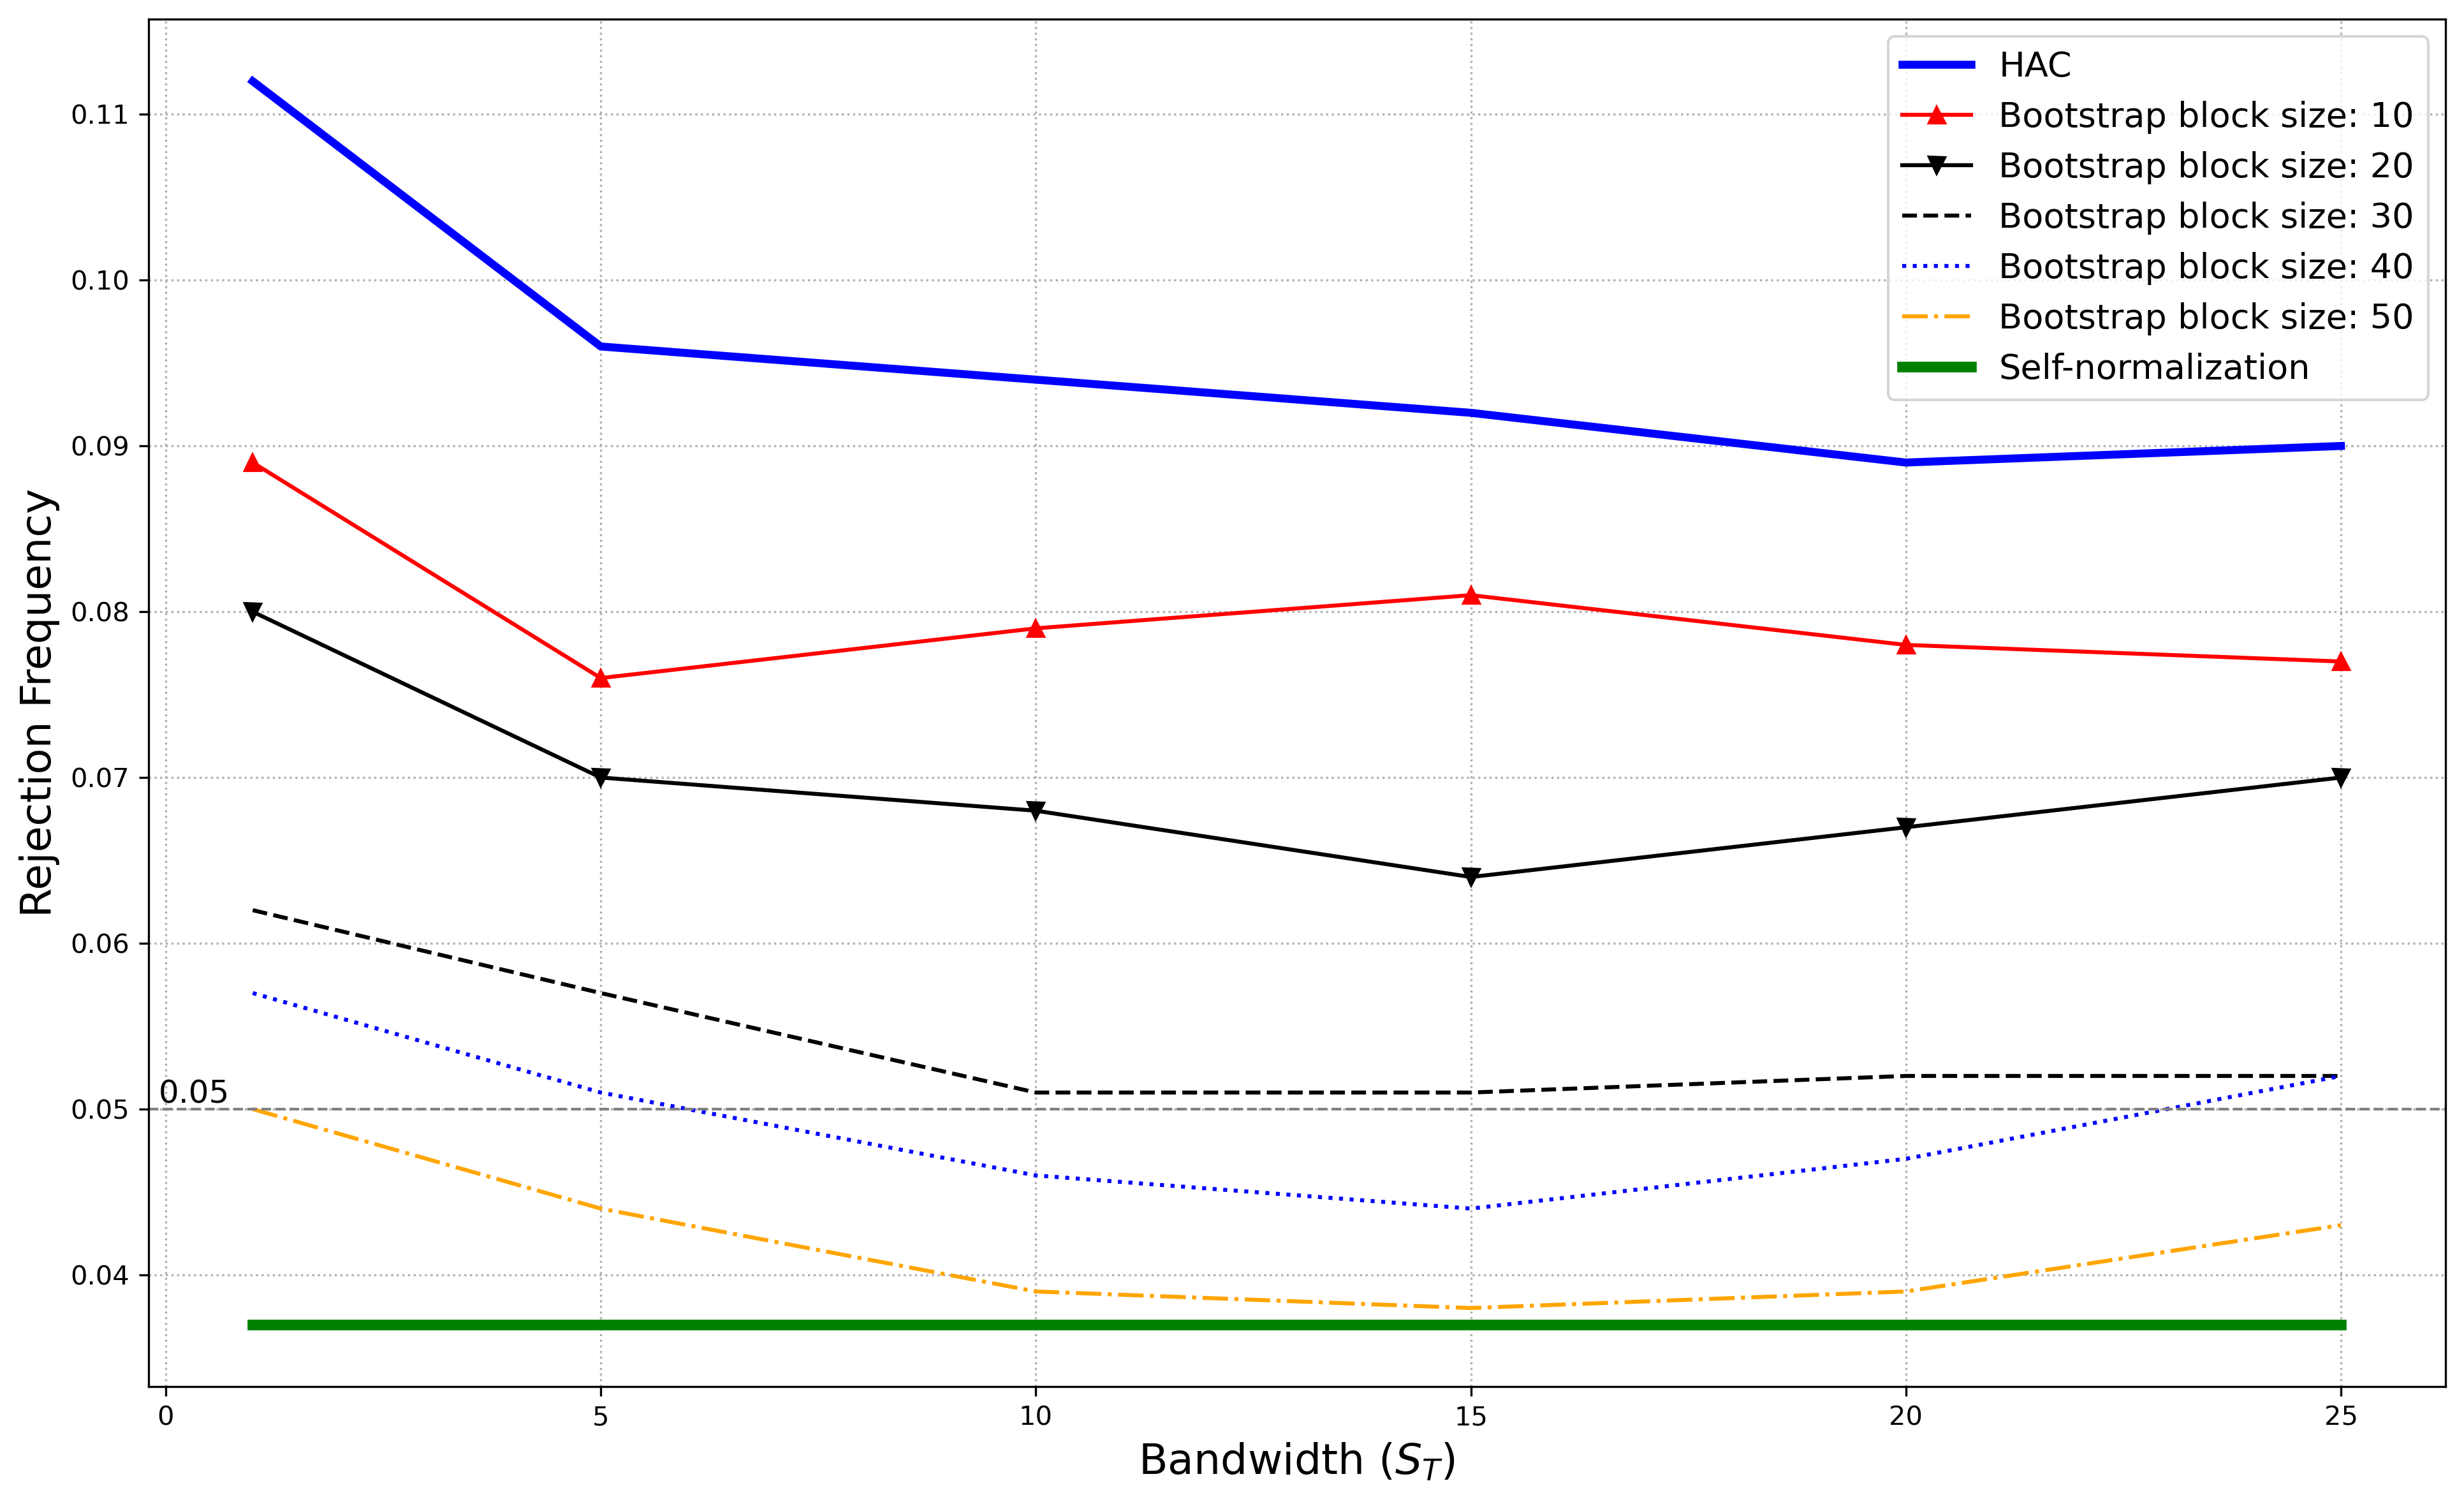 HAC
Bootstrap block size: 10
Bootstrap block size: 20
Bootstrap block size: 30
Bootstrap block size: 40
Bootstrap block size: 50
Self-normalization
Rejection Frequency
0.11
0.10
0.09
0.08
0.07
0.06
0.05
0.05
0.04
0 5 10 15 20 25
Bandwidth (S_T)